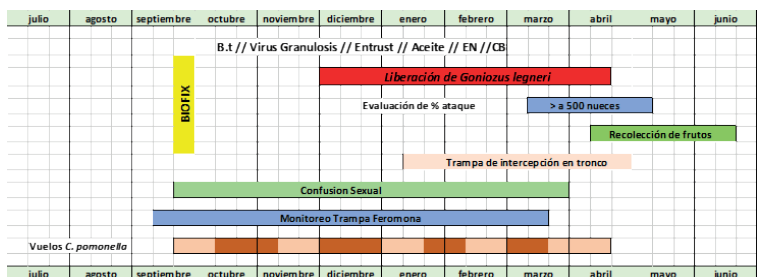 julio agosto septiembre octubre noviembre diciembre enero febrero marzo abril mayo junio
B.t // Virus Granulosis // Entrust // Aceite // EN //CB
BIOFIX
Liberación de Goniozus legneri
Evaluación de % ataque > a 500 nueces
Recolección de frutos
Trampa de intercepción en tronco
Confusion Sexual
Monitoreo Trampa Feromona
Vuelos C. pomonella
julio agosto septiembre octubre noviembre diciembre enero febrero marzo abril mayo junio